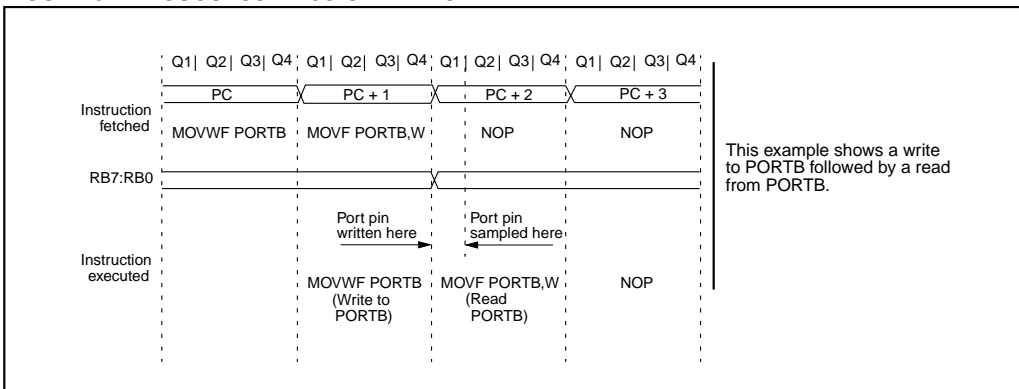 Q1| Q2| Q3| Q4 Q1| Q2| Q3| Q4 Q1| Q2| Q3| Q4 Q1| Q2| Q3| Q4
PC PC + 1 PC + 2 PC + 3
Instruction
fetched
MOVWF PORTB MOVF PORTB,W NOP NOP
This example shows a write
to PORTB followed by a read
from PORTB.
RB7:RB0
Port pin
written here
Port pin
sampled here
Instruction
executed
MOVWF PORTB
(Write to
PORTB)
MOVF PORTB,W
(Read
PORTB)
NOP